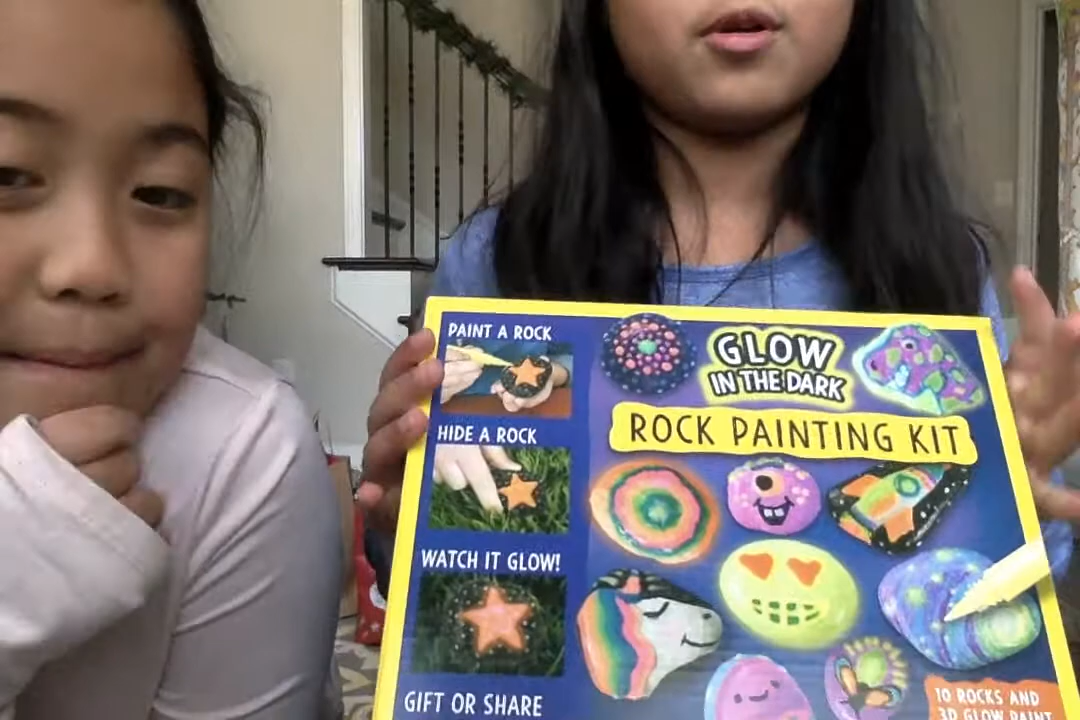 PAINT A ROCK
HIDE A ROCK
WATCH IT GLOW!
GIFT OR SHARE
GLOW
IN THE DARK
ROCK PAINTING KIT
10 ROCKS AND
3D GLOW PAINT